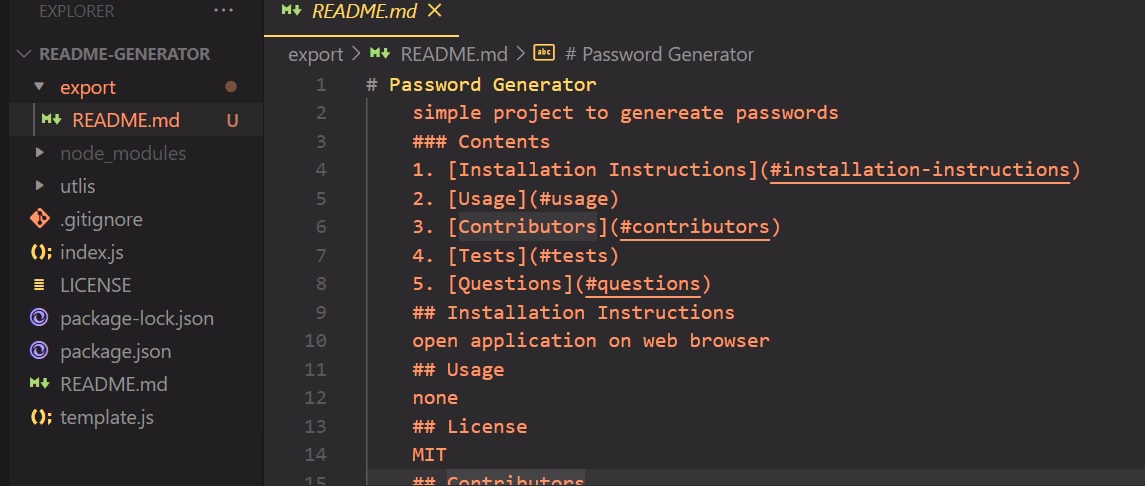 EXPLORER ...
README-GENERATOR
export
README.md U
node_modules
utlis
.gitignore
index.js
LICENSE
package-lock.json
package.json
README.md
template.js
README.md
export > README.md > abc # Password Generator
1 # Password Generator
2 simple project to genereate passwords
3 ### Contents
4 1. [Installation Instructions](#installation-instructions)
5 2. [Usage](#usage)
6 3. [Contributors](#contributors)
7 4. [Tests](#tests)
8 5. [Questions](#questions)
9 ## Installation Instructions
10 open application on web browser
11 ## Usage
12 none
13 ## License
14 MIT
15 ## Contributors